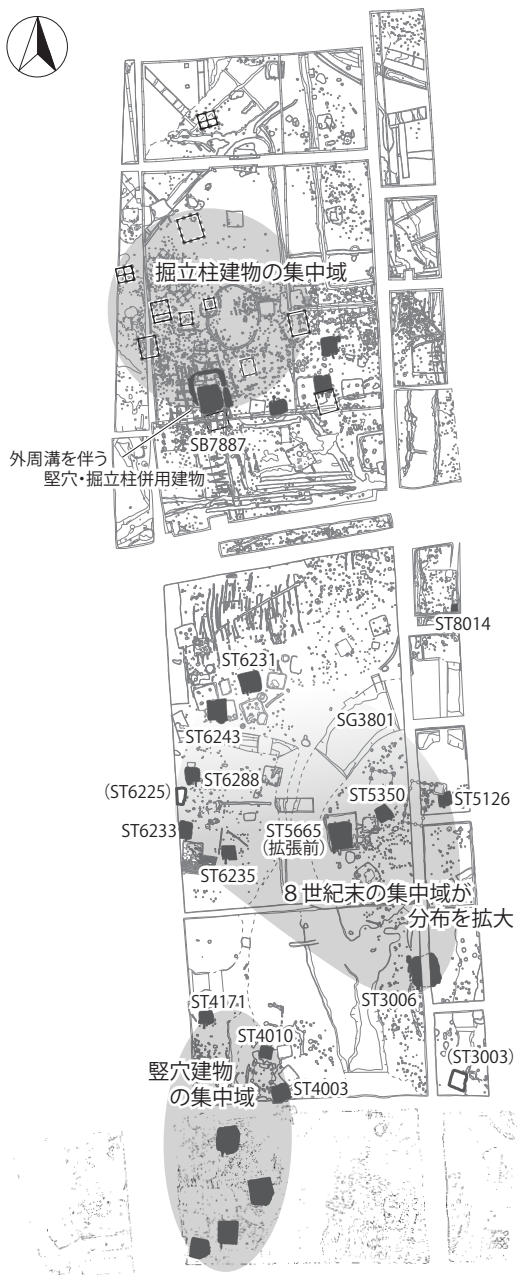 掘立柱建物の集中域
SB7887
外周溝を伴う
竪穴・掘立柱併用建物
ST8014
ST6231
SG3801
ST6243
ST6288
(ST6225)
ST5350
ST5126
ST6233
ST5665
(拡張前)
ST6235
8世紀末の集中域が
分布を拡大
ST3006
ST4171
ST4010
(ST3003)
竪穴建物
の集中域
ST4003